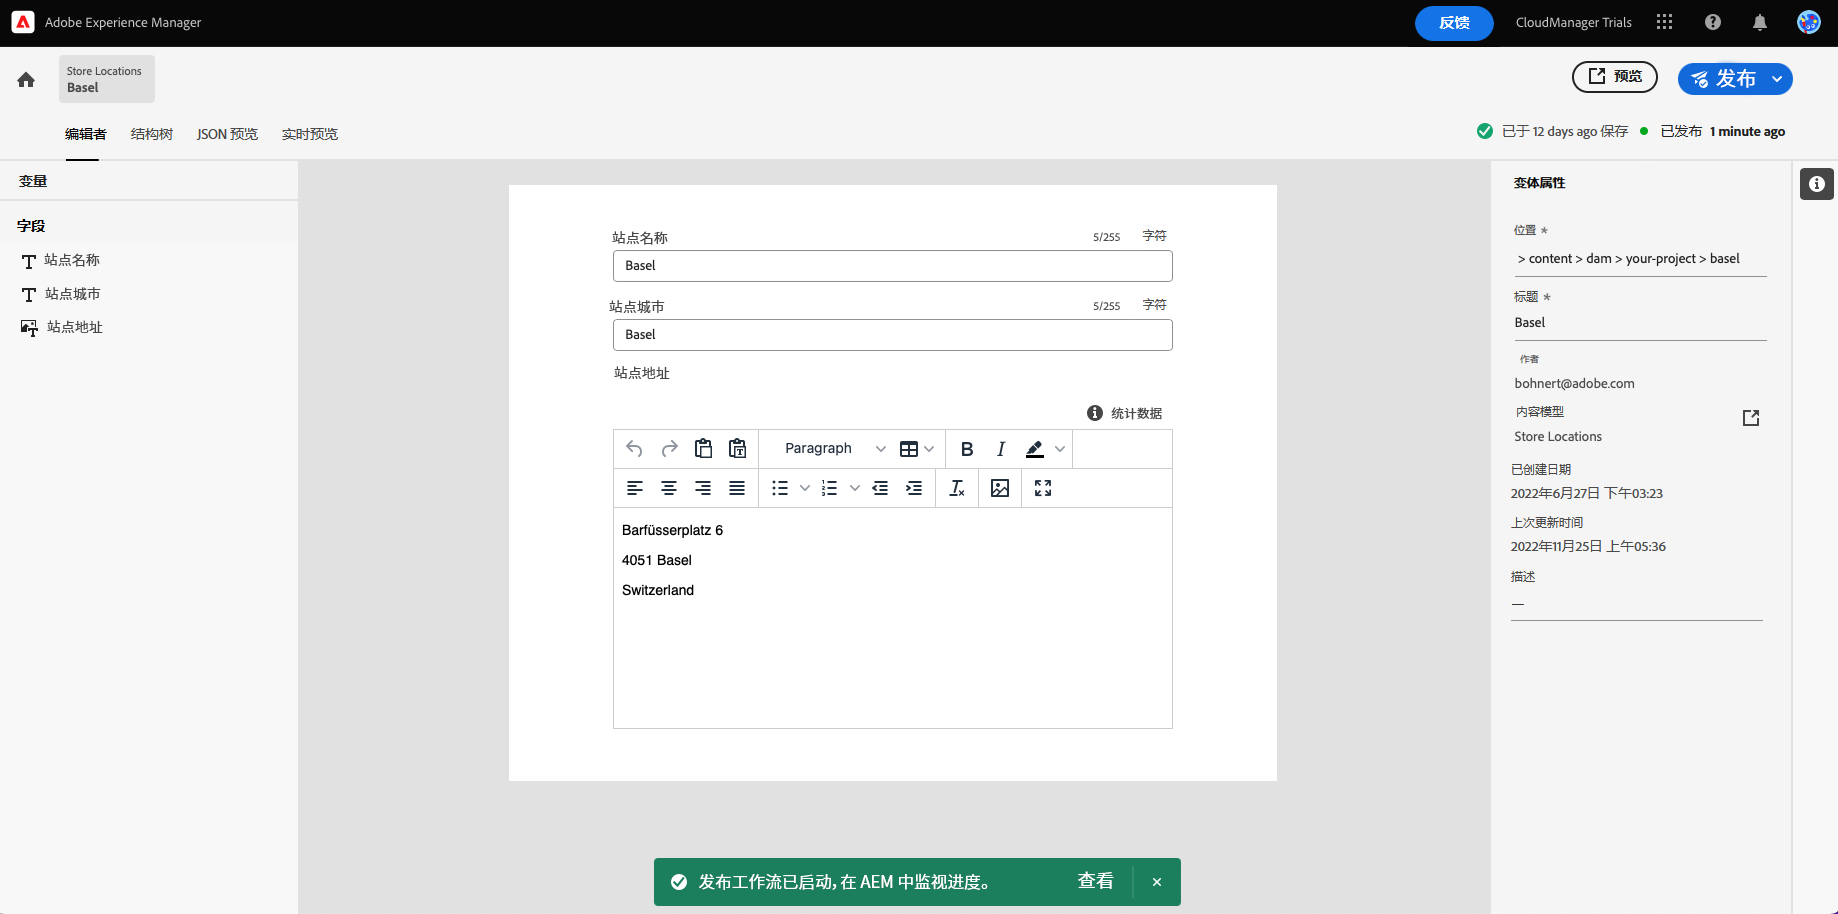 Adobe Experience Manager
反馈
CloudManager Trials
Store Locations
Basel
预览
发布
编辑者
结构树
JSON 预览
实时预览
已于 12 days ago 保存
已发布 1 minute ago
变量
字段
站点名称
站点城市
站点地址
站点名称
5/255 字符
Basel
站点城市
5/255 字符
Basel
站点地址
统计数据
Paragraph
Barfüsserplatz 6
4051 Basel
Switzerland
变体属性
位置 *
> content > dam > your-project > basel
标题 *
Basel
作者
bohnert@adobe.com
内容模型
Store Locations
已创建日期
2022年6月27日 下午03:23
上次更新时间
2022年11月25日 上午05:36
描述
—
发布工作流已启动, 在 AEM 中监视进度。
查看